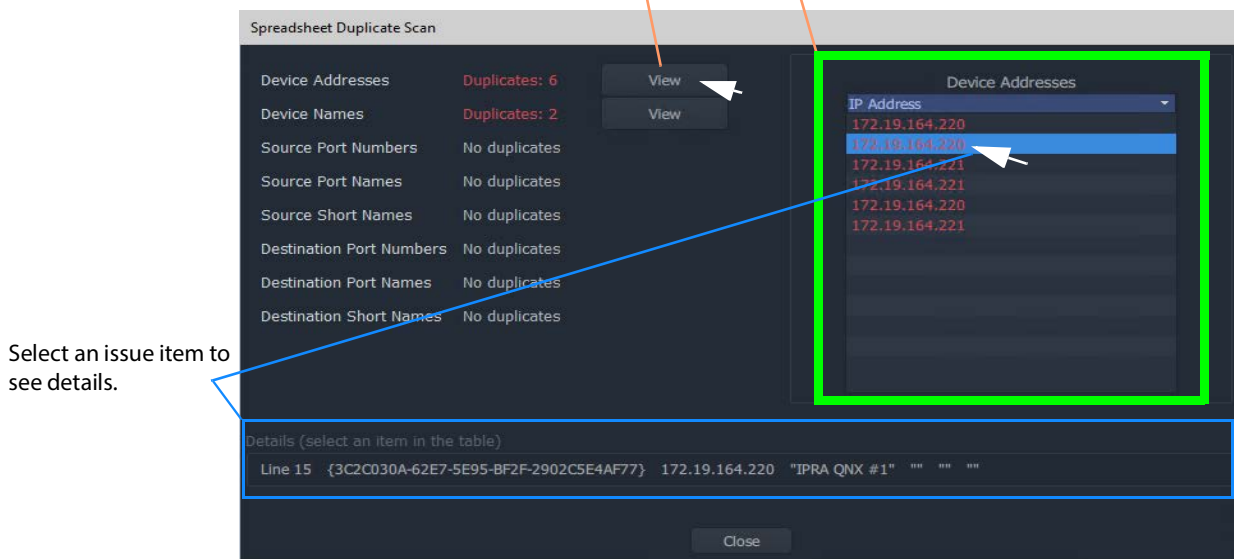 Spreadsheet Duplicate Scan
Device Addresses Duplicates: 6 View
Device Names Duplicates: 2 View
Source Port Numbers No duplicates
Source Port Names No duplicates
Source Short Names No duplicates
Destination Port Numbers No duplicates
Destination Port Names No duplicates
Destination Short Names No duplicates
Device Addresses
IP Address
172.19.164.220
172.19.164.220
172.19.164.221
172.19.164.221
172.19.164.220
172.19.164.221
Select an issue item to
see details.
Details (select an item in the table)
Line 15 {3C2C030A-62E7-5E95-BF2F-2902C5E4AF77} 172.19.164.220 "IPRA QNX #1" "" "" ""
Close